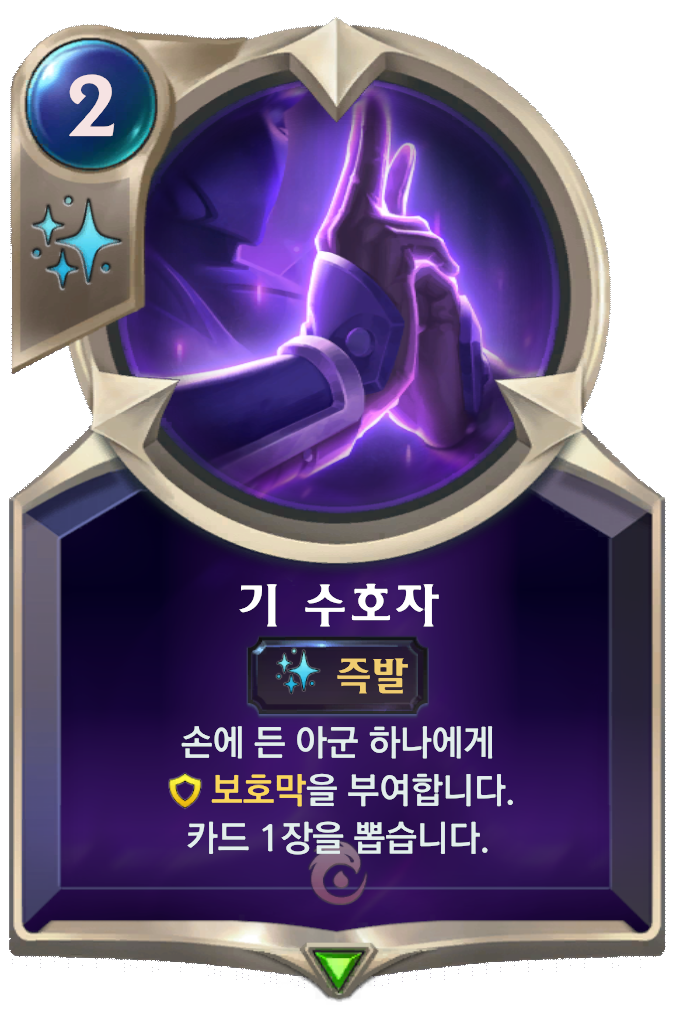 2
기 수호자
즉발
손에 든 아군 하나에게
보호막을 부여합니다.
카드 1장을 뽑습니다.